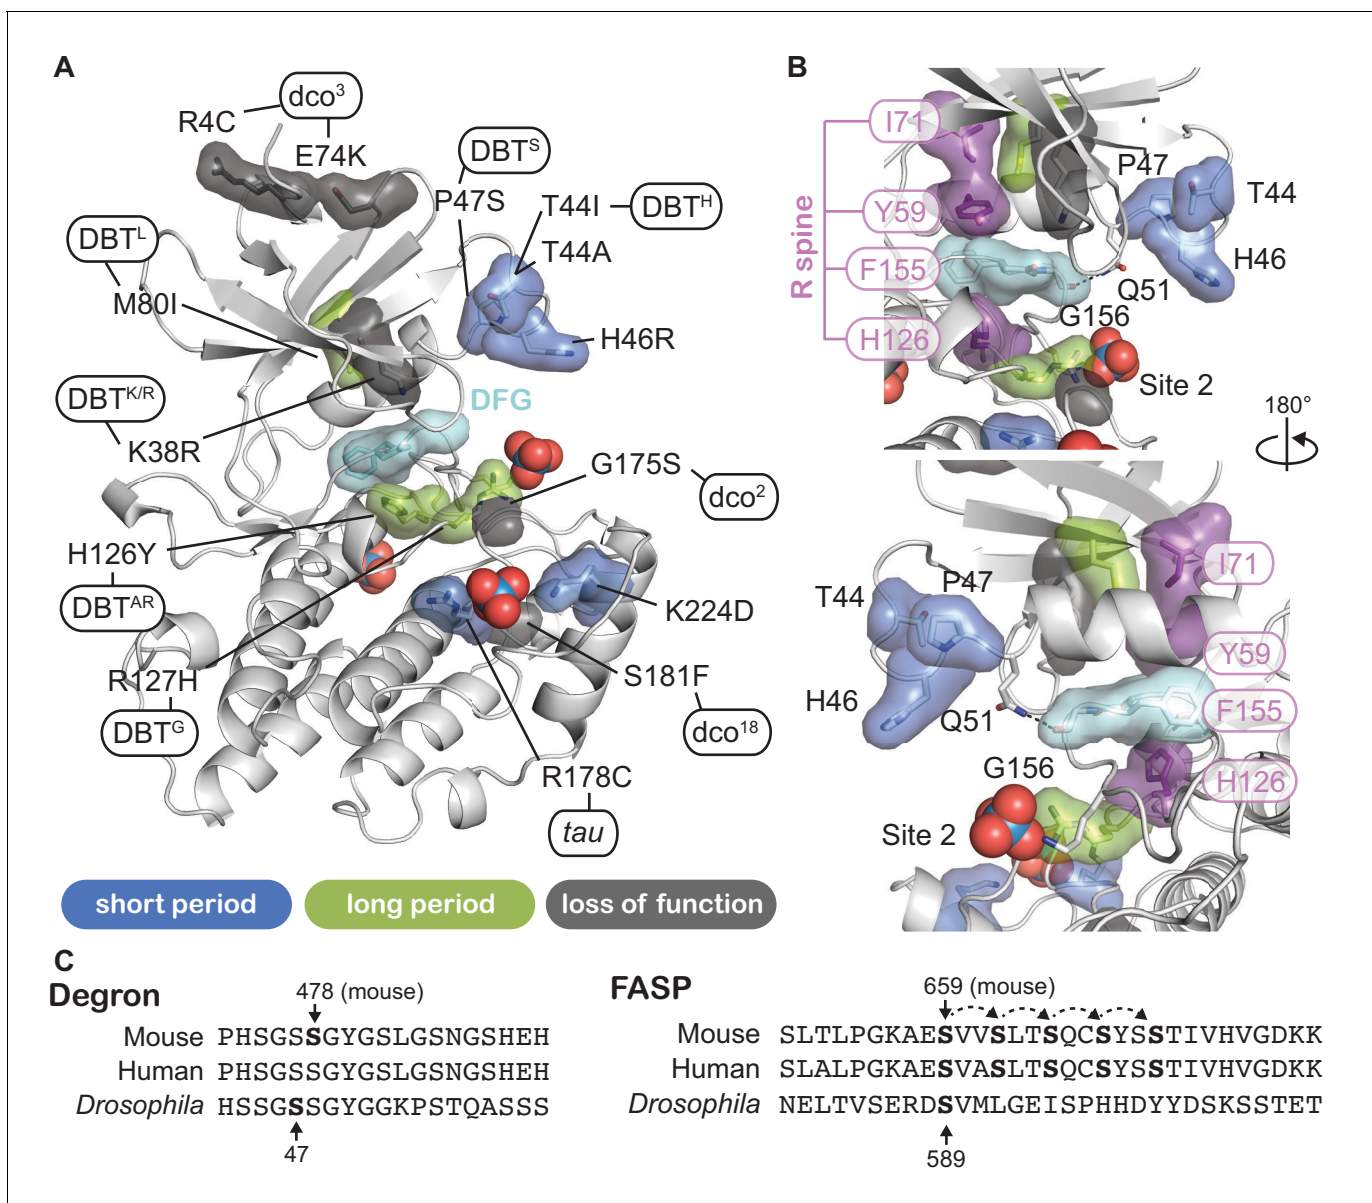 A
dco3
R4C
E74K
DBTS
P47S
T44I
DBTH
T44A
DBTL
M80I
H46R
DBTK/R
K38R
DFG
G175S
dco2
H126Y
DBTAR
K224D
R127H
DBTG
S181F
dco18
R178C
tau
short period
long period
loss of function
B
R spine
I71
Y59
F155
H126
P47
T44
H46
Q51
G156
Site 2
180°
T44
P47
H46
Q51
G156
Site 2
I71
Y59
F155
H126
C
Degron
478 (mouse)
Mouse PHSGSSGYGSLGSNGSHEH
Human PHSGSSGYGSLGSNGSHEH
Drosophila HSSGSSGYGGKPSTQASSS
47
FASP
659 (mouse)
Mouse SLTLPGKAESVVSLTSQCSYSSTIVHVGDKK
Human SLALPGKAESVASLTSQCSYSSTIVHVGDKK
Drosophila NELTVSERDSVMLGEISPHHDYYDSKSSTET
589